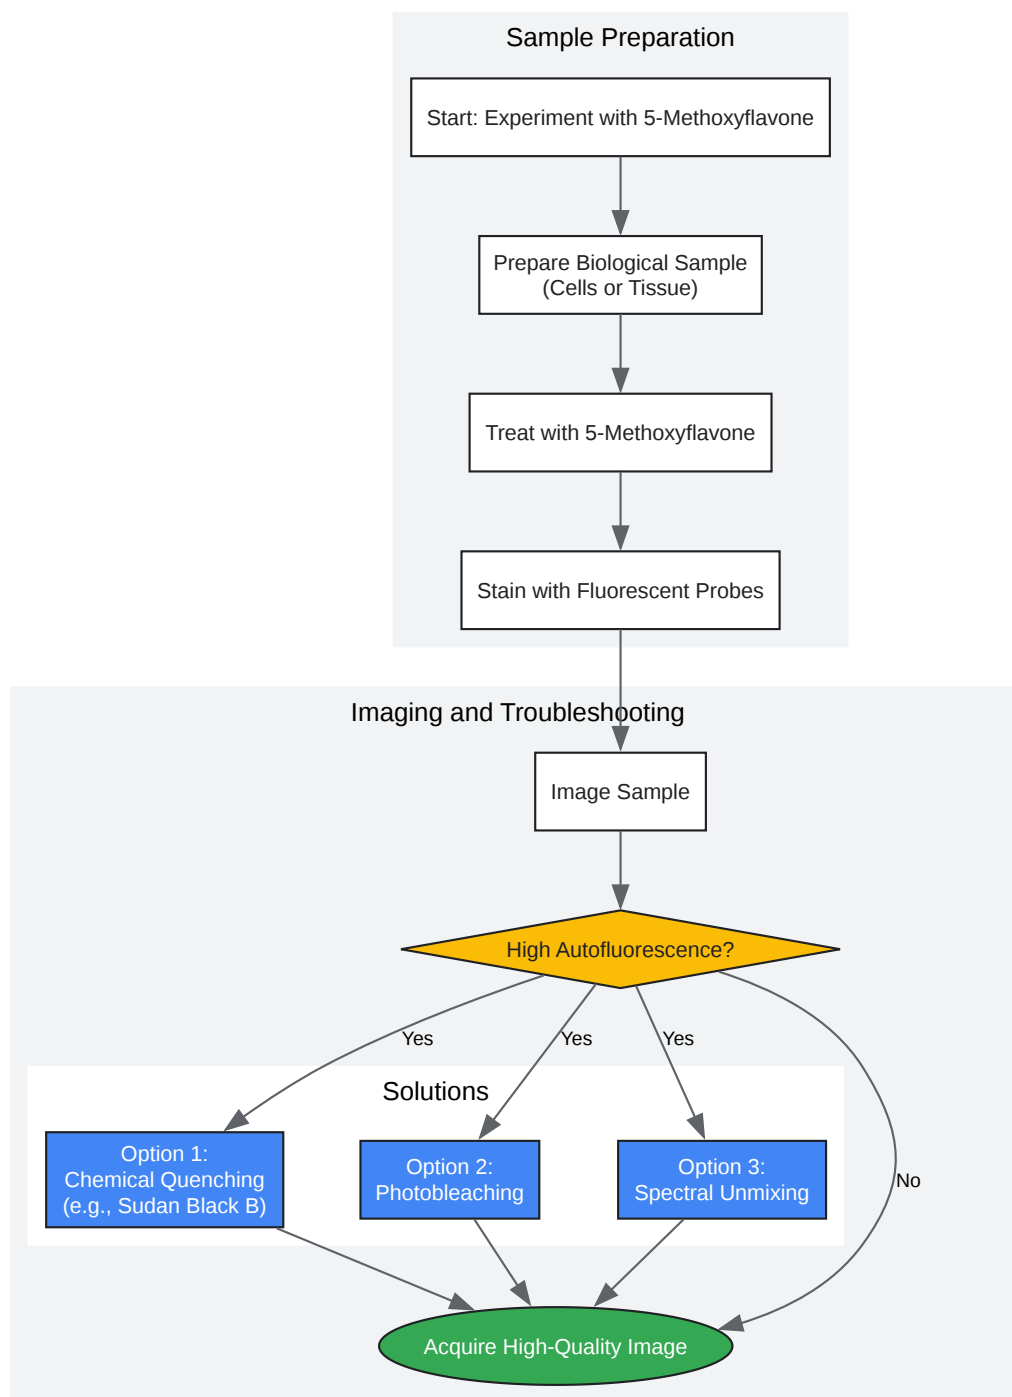 Sample Preparation
Start: Experiment with 5-Methoxyflavone
Prepare Biological Sample
(Cells or Tissue)
Treat with 5-Methoxyflavone
Stain with Fluorescent Probes
Imaging and Troubleshooting
Image Sample
High Autofluorescence?
Yes
Yes
Yes
No
Solutions
Option 1:
Chemical Quenching
(e.g., Sudan Black B)
Option 2:
Photobleaching
Option 3:
Spectral Unmixing
Acquire High-Quality Image